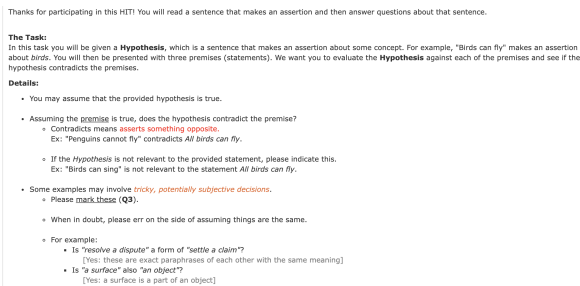 Thanks for participating in this HIT! You will read a sentence that makes an assertion and then answer questions about that sentence.
The Task:
In this task you will be given a Hypothesis, which is a sentence that makes an assertion about some concept. For example, "Birds can fly" makes an assertion
about birds. You will then be presented with three premises (statements). We want you to evaluate the Hypothesis against each of the premises and see if the
hypothesis contradicts the premises.
Details:
• You may assume that the provided hypothesis is true.
• Assuming the premise is true, does the hypothesis contradict the premise?
◦ Contradicts means asserts something opposite.
Ex: "Penguins cannot fly" contradicts All birds can fly.
◦ If the Hypothesis is not relevant to the provided statement, please indicate this.
Ex: "Birds can sing" is not relevant to the statement All birds can fly.
• Some examples may involve tricky, potentially subjective decisions.
◦ Please mark these (Q3).
◦ When in doubt, please err on the side of assuming things are the same.
◦ For example:
▪ Is "resolve a dispute" a form of "settle a claim"?
[Yes: these are exact paraphrases of each other with the same meaning]
▪ Is "a surface" also "an object"?
[Yes: a surface is a part of an object]